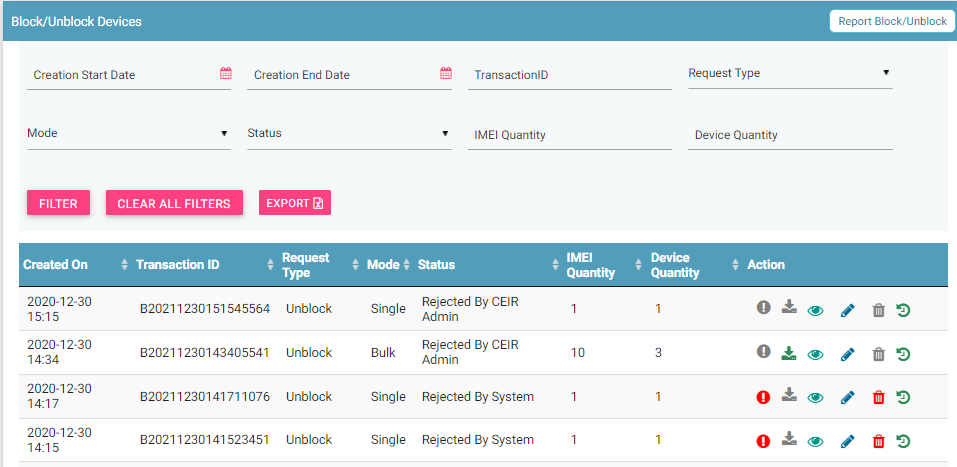 Block/Unblock Devices Report Block/Unblock
Creation Start Date Creation End Date TransactionID Request Type
Mode Status IMEI Quantity Device Quantity
FILTER CLEAR ALL FILTERS EXPORT
Created On Transaction ID Request Type Mode Status IMEI Quantity Device Quantity Action
2020-12-30 15:15 B20211230151545564 Unblock Single Rejected By CEIR Admin 1 1
2020-12-30 14:34 B20211230143405541 Unblock Bulk Rejected By CEIR Admin 10 3
2020-12-30 14:17 B20211230141711076 Unblock Single Rejected By System 1 1
2020-12-30 14:15 B20211230141523451 Unblock Single Rejected By System 1 1